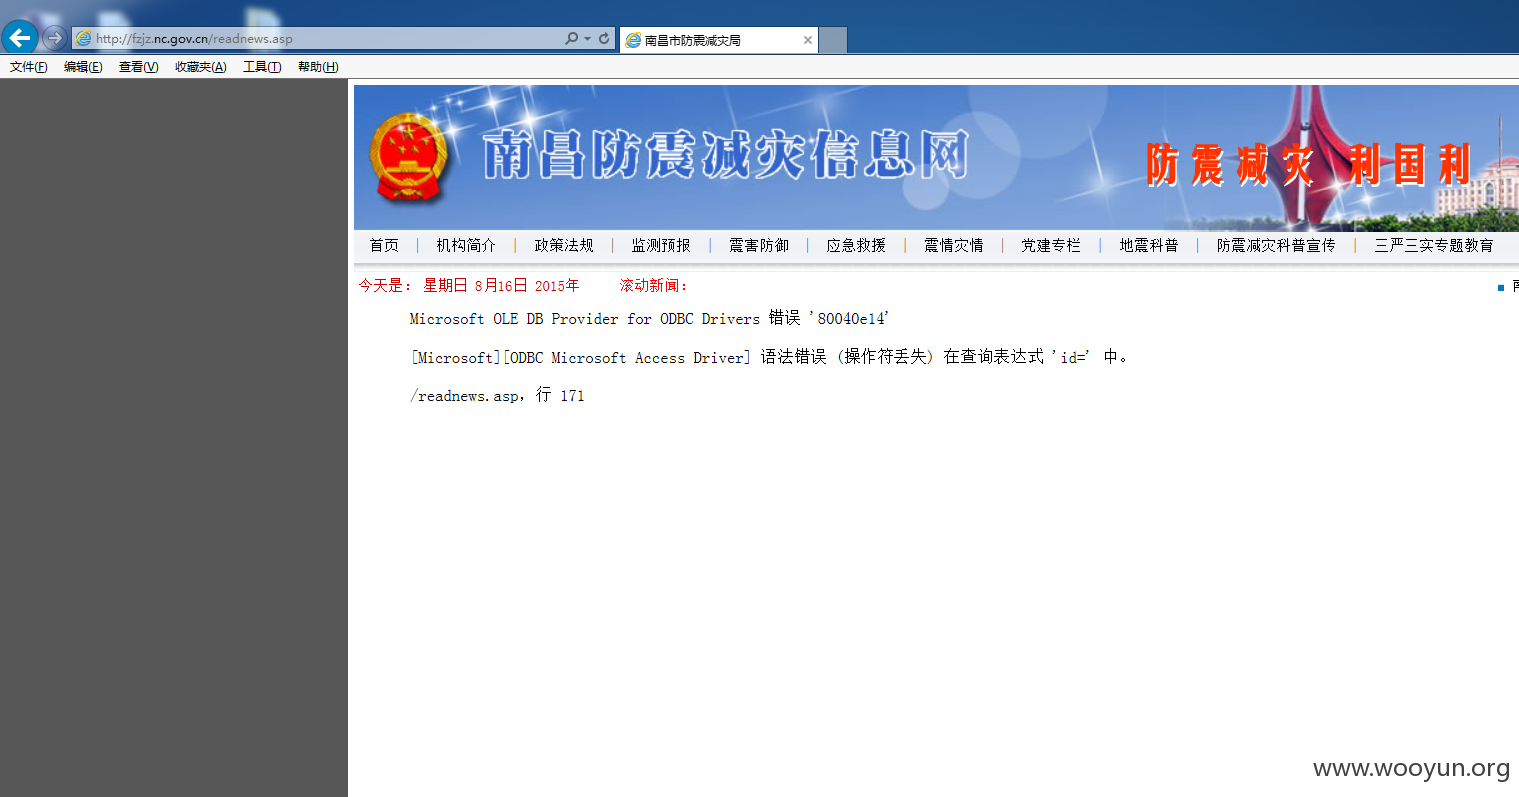 http://fzjz.nc.gov.cn/readnews.asp
南昌市防震减灾局
文件(F) 编辑(E) 查看(V) 收藏夹(A) 工具(T) 帮助(H)
南昌防震减灾信息网
防震减灾 利国利
首页 | 机构简介 | 政策法规 | 监测预报 | 震害防御 | 应急救援 | 震情灾情 | 党建专栏 | 地震科普 | 防震减灾科普宣传 | 三严三实专题教育
今天是: 星期日 8月16日 2015年 滚动新闻:
Microsoft OLE DB Provider for ODBC Drivers 错误 '80040e14'
[Microsoft][ODBC Microsoft Access Driver] 语法错误 (操作符丢失) 在查询表达式 'id=' 中。
/readnews.asp，行 171
www.wooyun.org